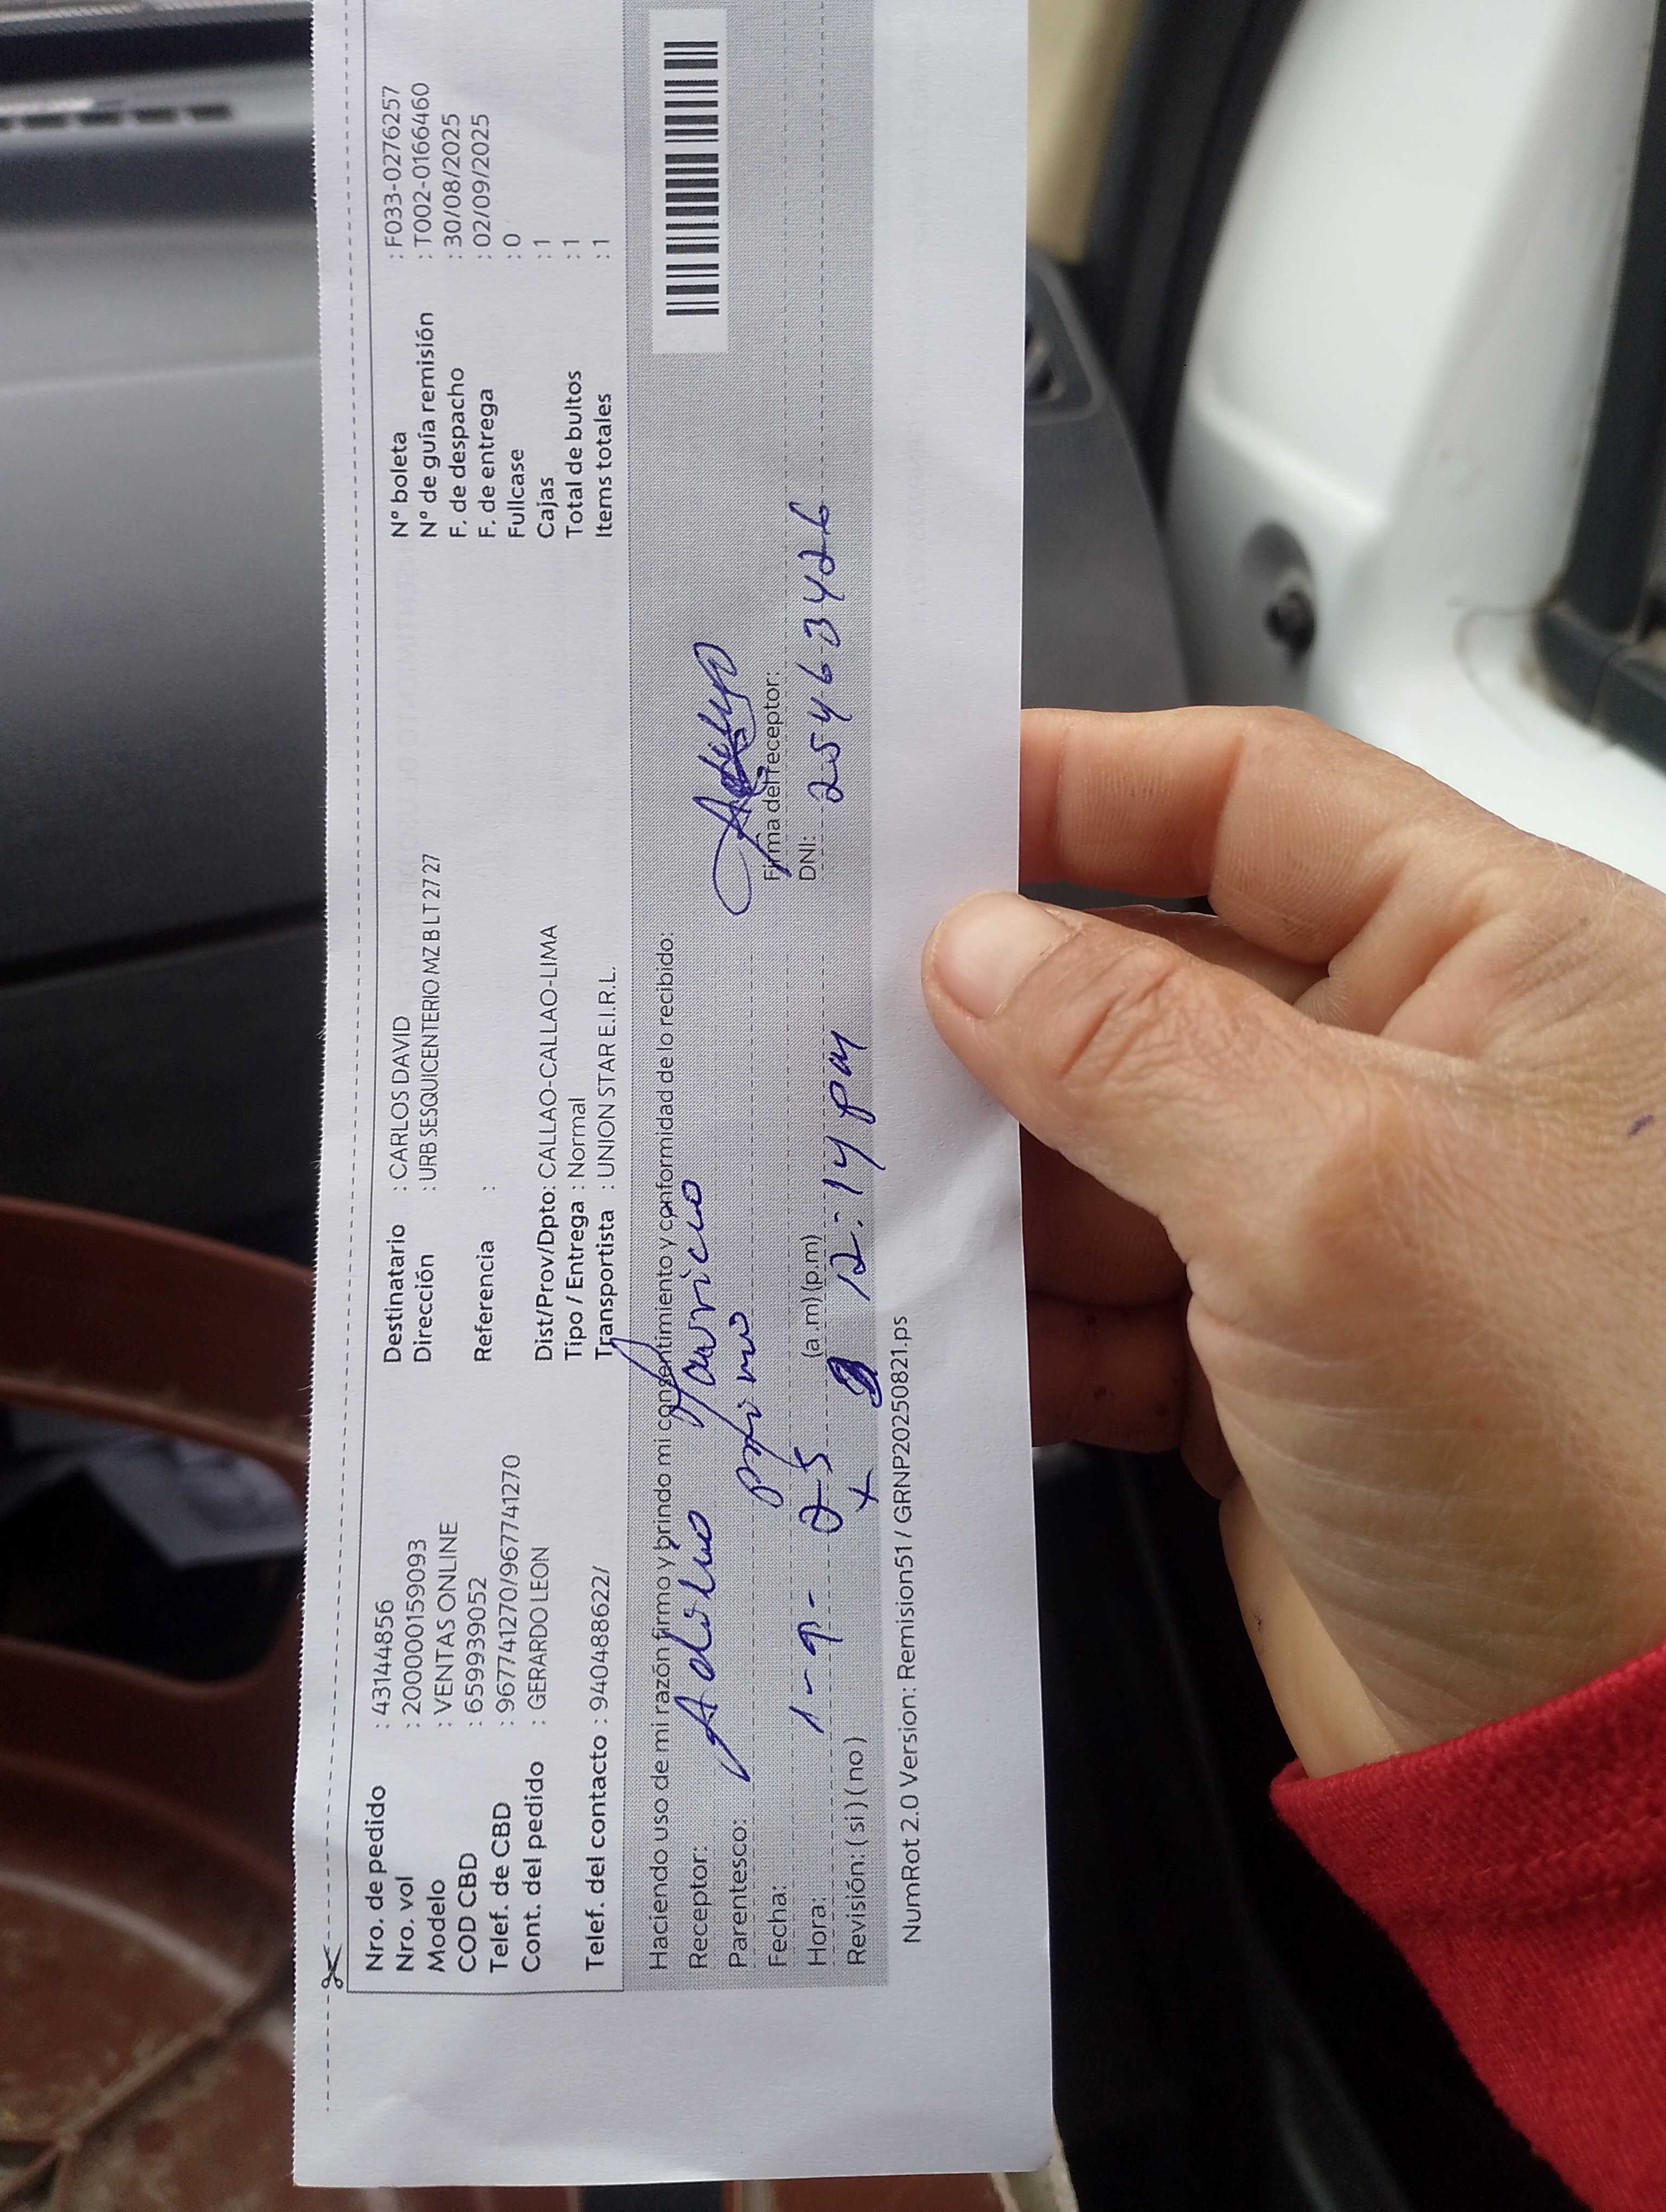 Nro. de pedido : 43144856
Nro. vol : 200000159093
Modelo : VENTAS ONLINE
COD CBD : 659939052
Telef. de CBD : 967741270/967741270
Cont. del pedido : GERARDO LEON
Telef. del contacto : 940488622/
Destinatario : CARLOS DAVID
Dirección : URB SESQUICENTERIO MZ B LT 27 27
Referencia :
Dist/Prov/Dpto: CALLAO-CALLAO-LIMA
Tipo / Entrega : Normal
Transportista : UNION STAR E.I.R.L.
Nº boleta : F033-0276257
Nº de guía remisión : T002-0166460
F. de despacho : 30/08/2025
F. de entrega : 02/09/2025
Fullcase : 0
Cajas : 1
Total de bultos : 1
Items totales : 1
Haciendo uso de mi razón firmo y brindo mi consentimiento y conformidad de lo recibido:
Receptor:
Parentesco:
Fecha: 1-9-
Hora: (a.m)(p.m) 12:14 pm
Revisión: ( si ) ( no )
Firma del receptor:
DNI: 25463426
NumRot 2.0 Version: Remision51 / GRNP20250821.ps